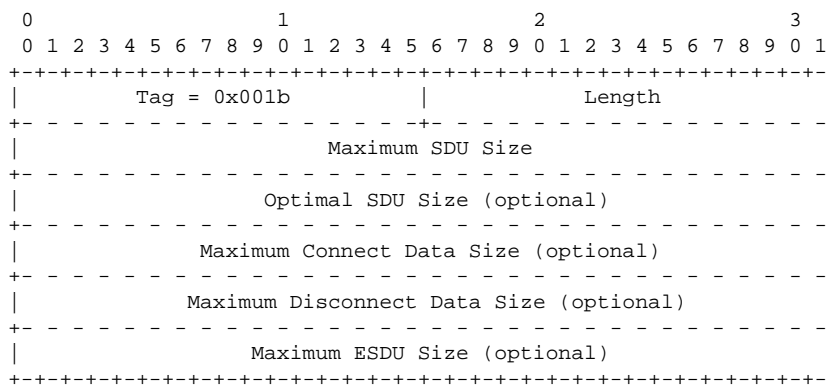 0                   1                   2                   3
 0 1 2 3 4 5 6 7 8 9 0 1 2 3 4 5 6 7 8 9 0 1 2 3 4 5 6 7 8 9 0 1
+-+-+-+-+-+-+-+-+-+-+-+-+-+-+-+-+-+-+-+-+-+-+-+-+-+-+-+-+-+-+-+-
|         Tag = 0x001b          |            Length
+- - - - - - - - - - - - - - - -+- - - - - - - - - - - - - - - -
|                        Maximum SDU Size
+- - - - - - - - - - - - - - - - - - - - - - - - - - - - - - - -
|                   Optimal SDU Size (optional)
+- - - - - - - - - - - - - - - - - - - - - - - - - - - - - - - -
|              Maximum Connect Data Size (optional)
+- - - - - - - - - - - - - - - - - - - - - - - - - - - - - - - -
|             Maximum Disconnect Data Size (optional)
+- - - - - - - - - - - - - - - - - - - - - - - - - - - - - - - -
|                  Maximum ESDU Size (optional)
+-+-+-+-+-+-+-+-+-+-+-+-+-+-+-+-+-+-+-+-+-+-+-+-+-+-+-+-+-+-+-+-